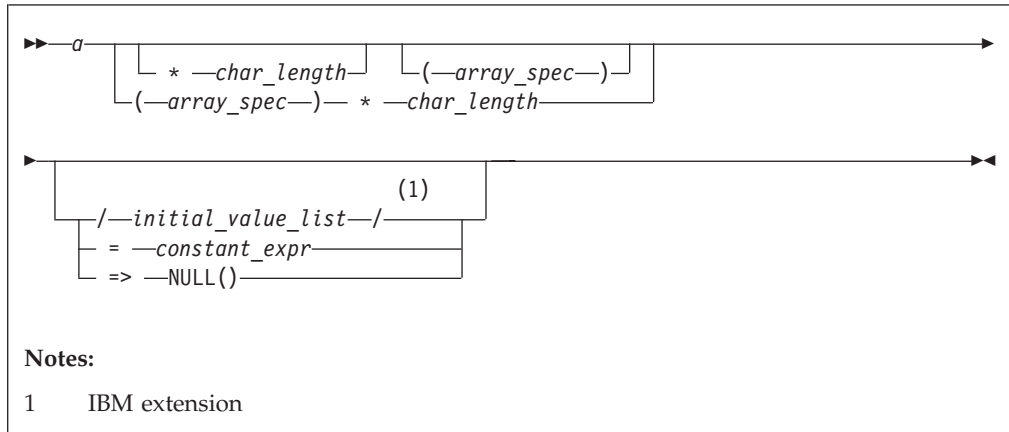 a
* char_length (array_spec)
(array_spec) * char_length
(1)
/initial_value_list/
= constant_expr
=> NULL()
Notes:
1 IBM extension